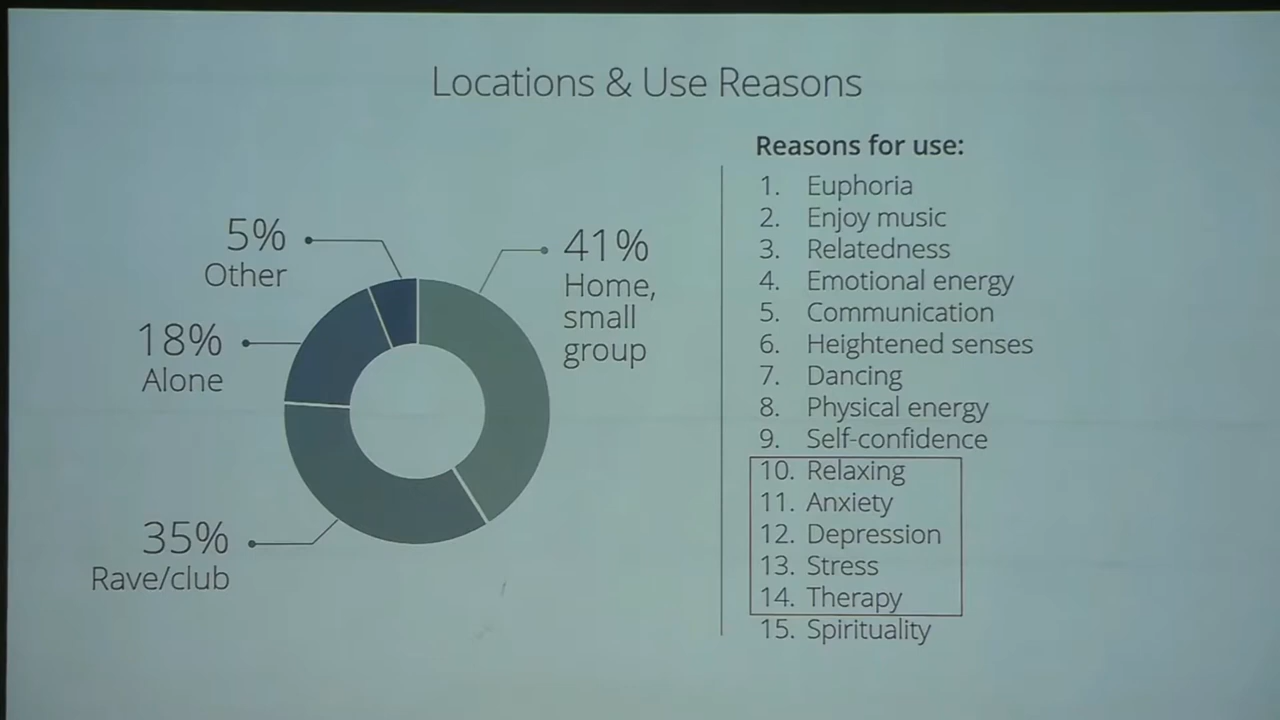 Locations & Use Reasons
5%
Other
18%
Alone
35%
Rave/club
41%
Home,
small
group
Reasons for use:
1. Euphoria
2. Enjoy music
3. Relatedness
4. Emotional energy
5. Communication
6. Heightened senses
7. Dancing
8. Physical energy
9. Self-confidence
10. Relaxing
11. Anxiety
12. Depression
13. Stress
14. Therapy
15. Spirituality